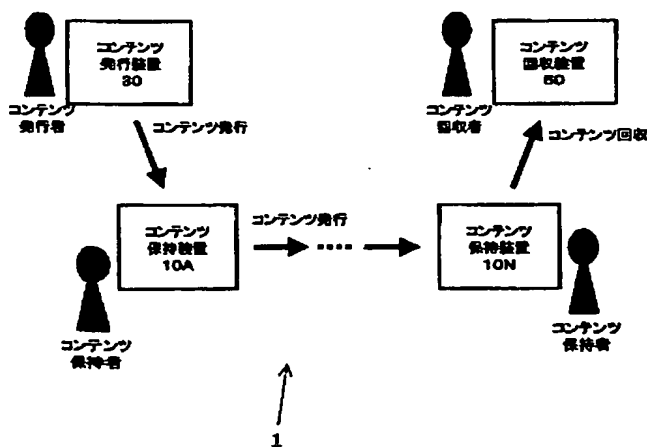 コンテンツ
発行装置
30
コンテンツ
発行者
コンテンツ発行
コンテンツ
回収装置
50
コンテンツ
回収者
コンテンツ回収
コンテンツ
保持装置
10A
コンテンツ
保持者
コンテンツ発行
コンテンツ
保持装置
10N
コンテンツ
保持者
1